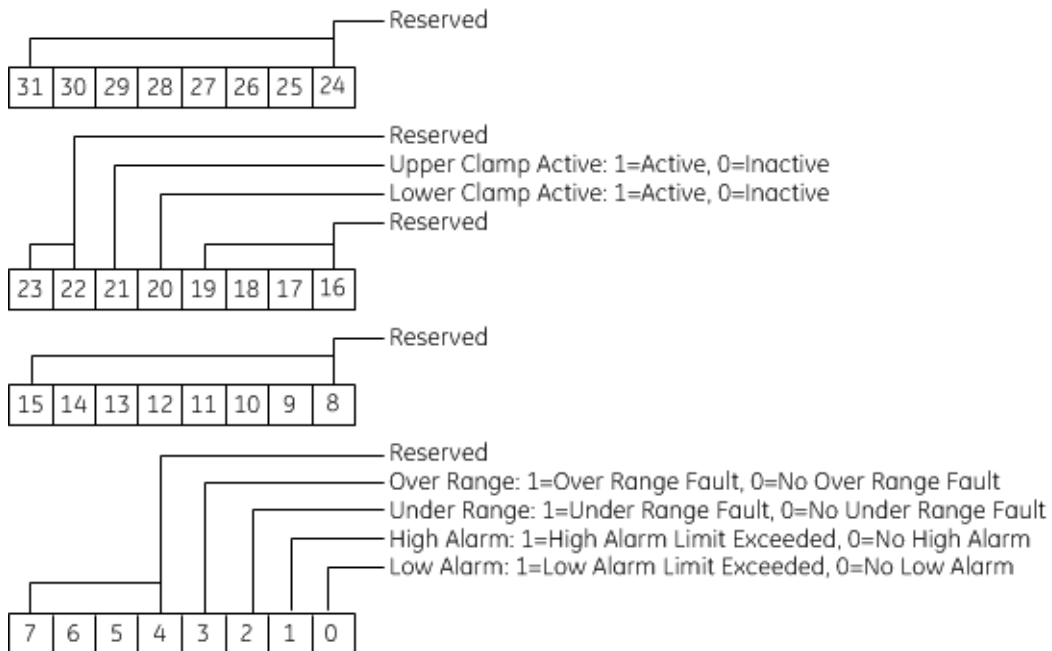 Reserved
31 30 29 28 27 26 25 24
Reserved
Upper Clamp Active: 1=Active, 0=Inactive
Lower Clamp Active: 1=Active, 0=Inactive
Reserved
23 22 21 20 19 18 17 16
Reserved
15 14 13 12 11 10 9 8
Reserved
Over Range: 1=Over Range Fault, 0=No Over Range Fault
Under Range: 1=Under Range Fault, 0=No Under Range Fault
High Alarm: 1=High Alarm Limit Exceeded, 0=No High Alarm
Low Alarm: 1=Low Alarm Limit Exceeded, 0=No Low Alarm
7 6 5 4 3 2 1 0